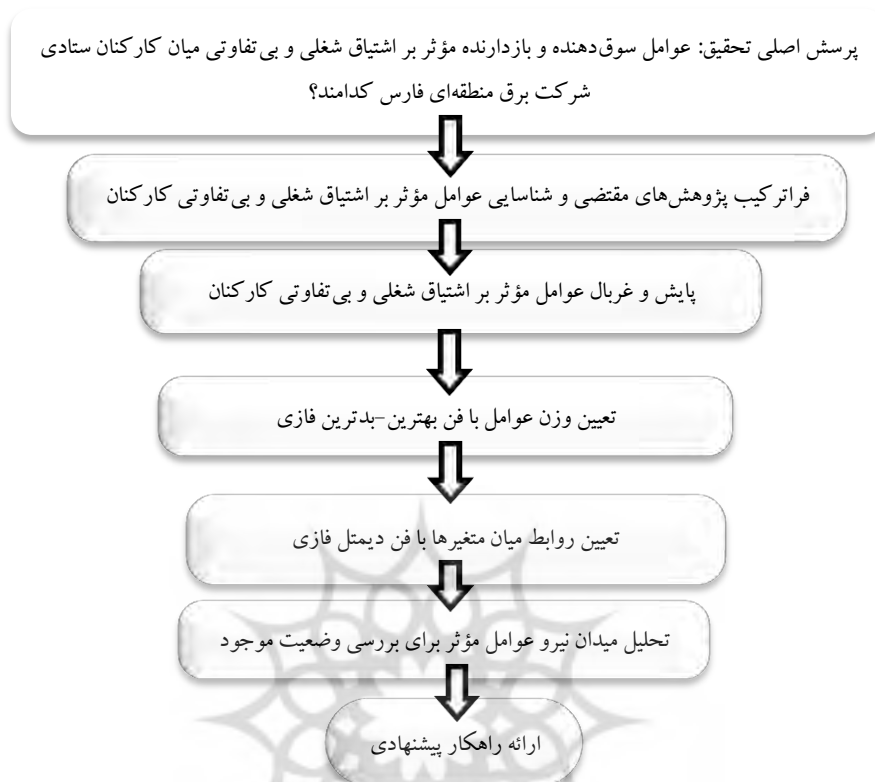 پرسش اصلی تحقیق: عوامل سوق‌دهنده و بازدارنده مؤثر بر اشتیاق شغلی و بی‌تفاوتی میان کارکنان ستادی
شرکت برق منطقه‌ای فارس کدامند؟
فراترکیب پژوهش‌های مقتضی و شناسایی عوامل مؤثر بر اشتیاق شغلی و بی‌تفاوتی کارکنان
پایش و غربال عوامل مؤثر بر اشتیاق شغلی و بی‌تفاوتی کارکنان
تعیین وزن عوامل با فن بهترین-بدترین فازی
تعیین روابط میان متغیرها با فن دیمتل فازی
تحلیل میدان نیرو عوامل مؤثر برای بررسی وضعیت موجود
ارائه راهکار پیشنهادی